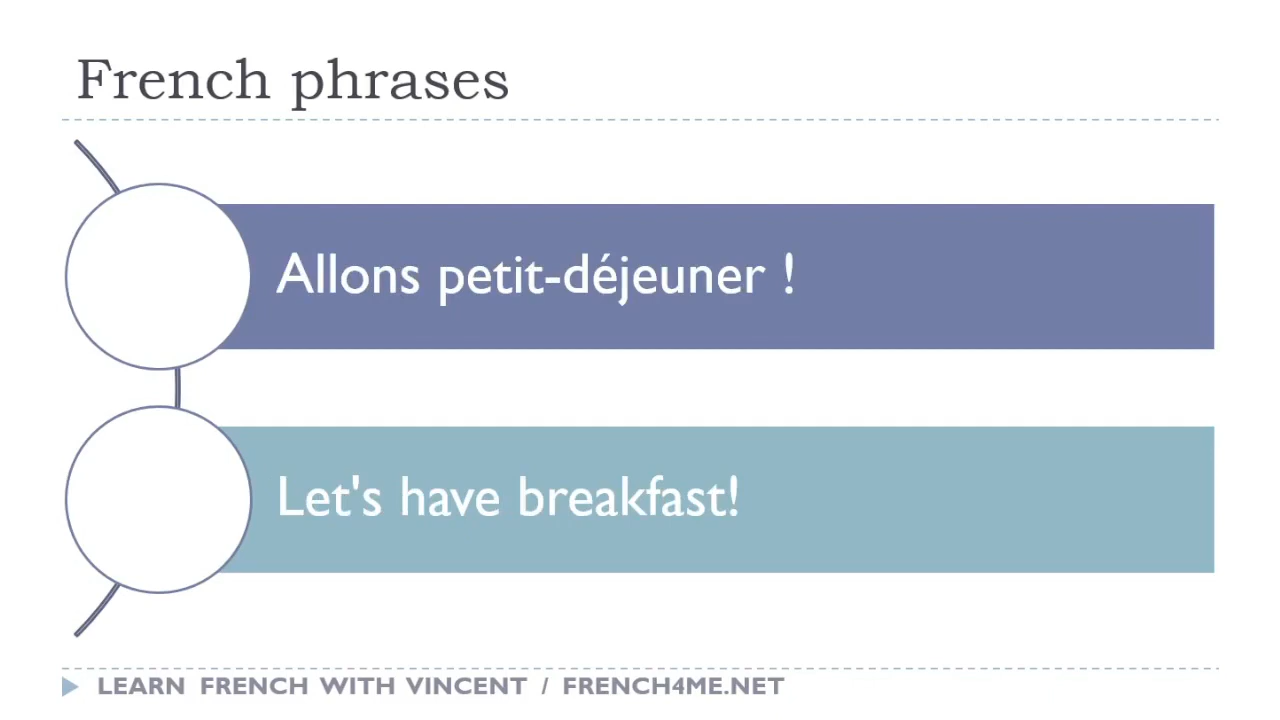 French phrases
Allons petit-déjeuner !
Let's have breakfast!
LEARN FRENCH WITH VINCENT / FRENCH4ME.NET